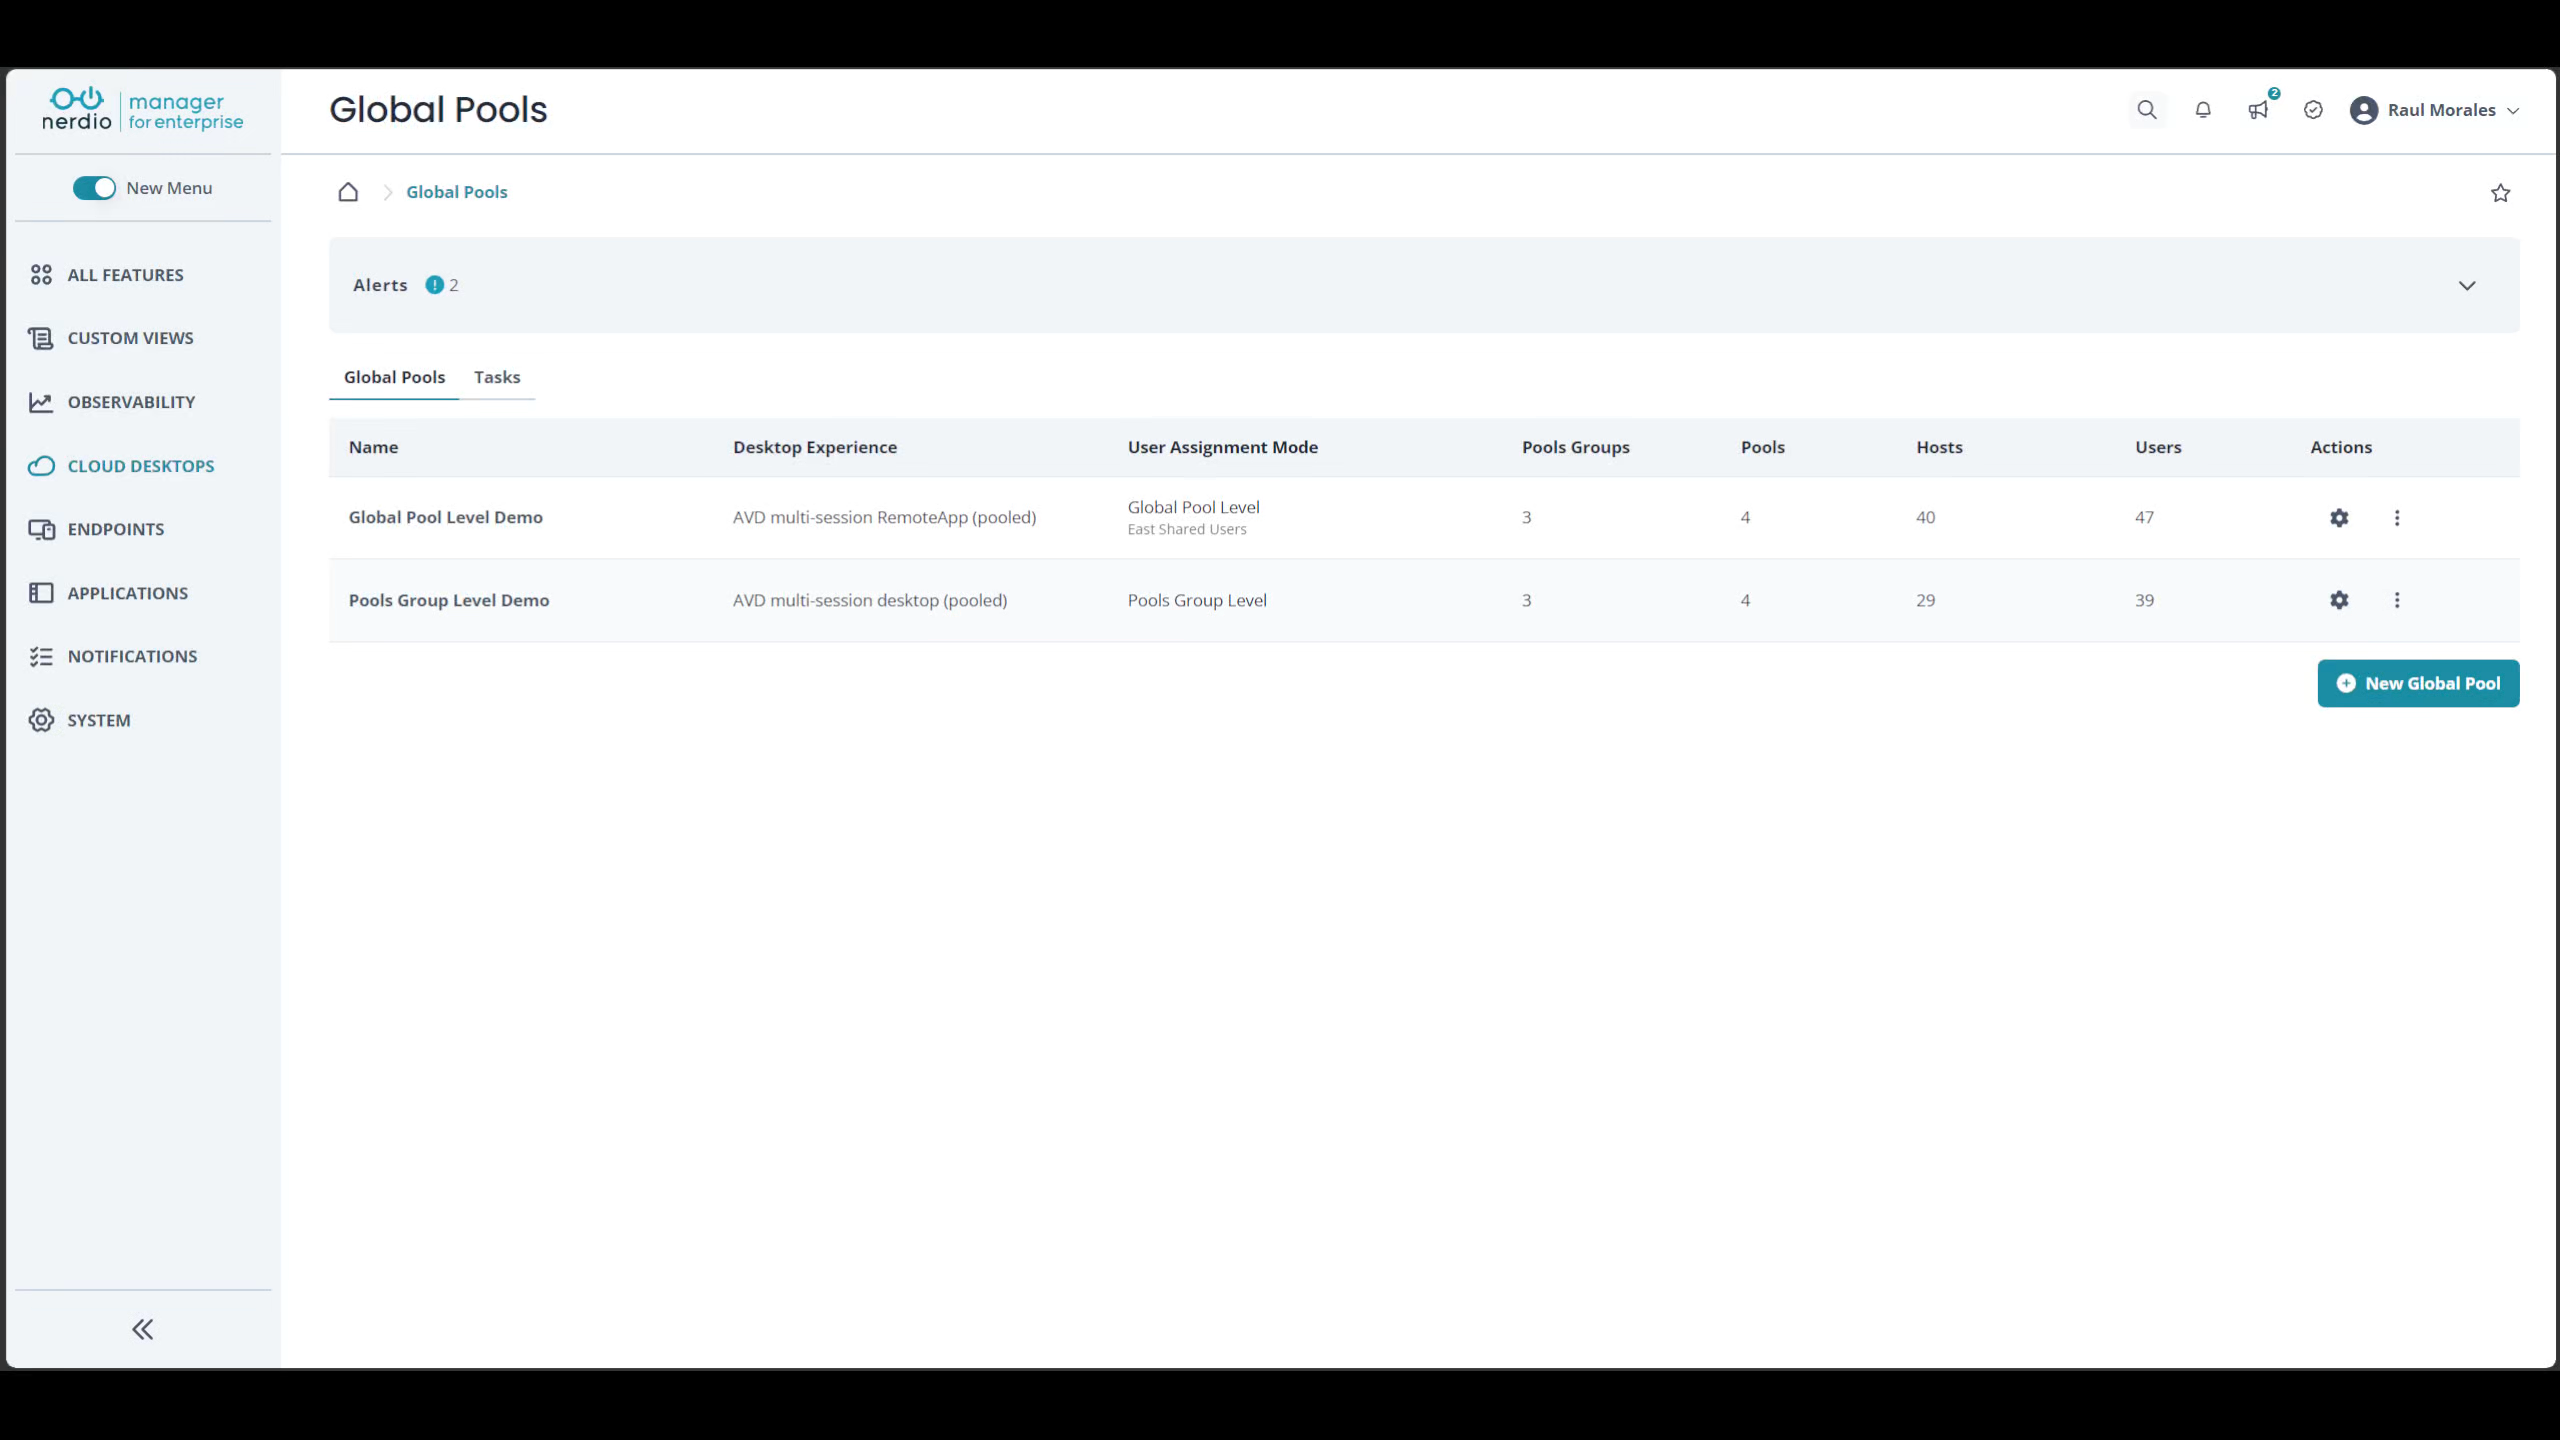 nerdio manager for enterprise
Global Pools
2
Raul Morales
New Menu
Global Pools
ALL FEATURES
CUSTOM VIEWS
OBSERVABILITY
CLOUD DESKTOPS
ENDPOINTS
APPLICATIONS
NOTIFICATIONS
SYSTEM
Alerts 2
Global Pools Tasks
Name Desktop Experience User Assignment Mode Pools Groups Pools Hosts Users Actions
Global Pool Level Demo AVD multi-session RemoteApp (pooled) Global Pool Level 3 4 40 47
East Shared Users
Pools Group Level Demo AVD multi-session desktop (pooled) Pools Group Level 3 4 29 39
New Global Pool